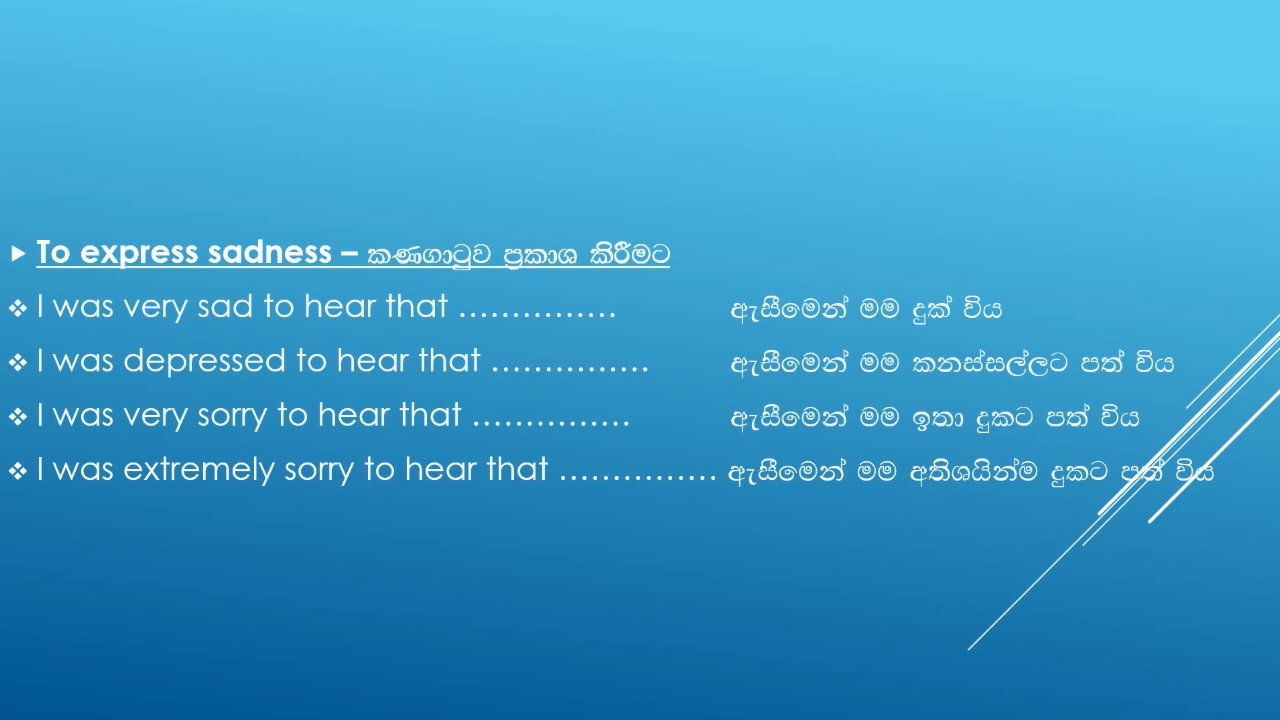 To express sadness – කණගාටුව ප්‍රකාශ කිරීමට
I was very sad to hear that …………… ඇසීමෙන් මම දුක් විය
I was depressed to hear that …………… ඇසීමෙන් මම කනස්සල්ලට පත් විය
I was very sorry to hear that …………… ඇසීමෙන් මම ඉතා දුකට පත් විය
I was extremely sorry to hear that …………… ඇසීමෙන් මම අතිශයින්ම දුකට පත් විය